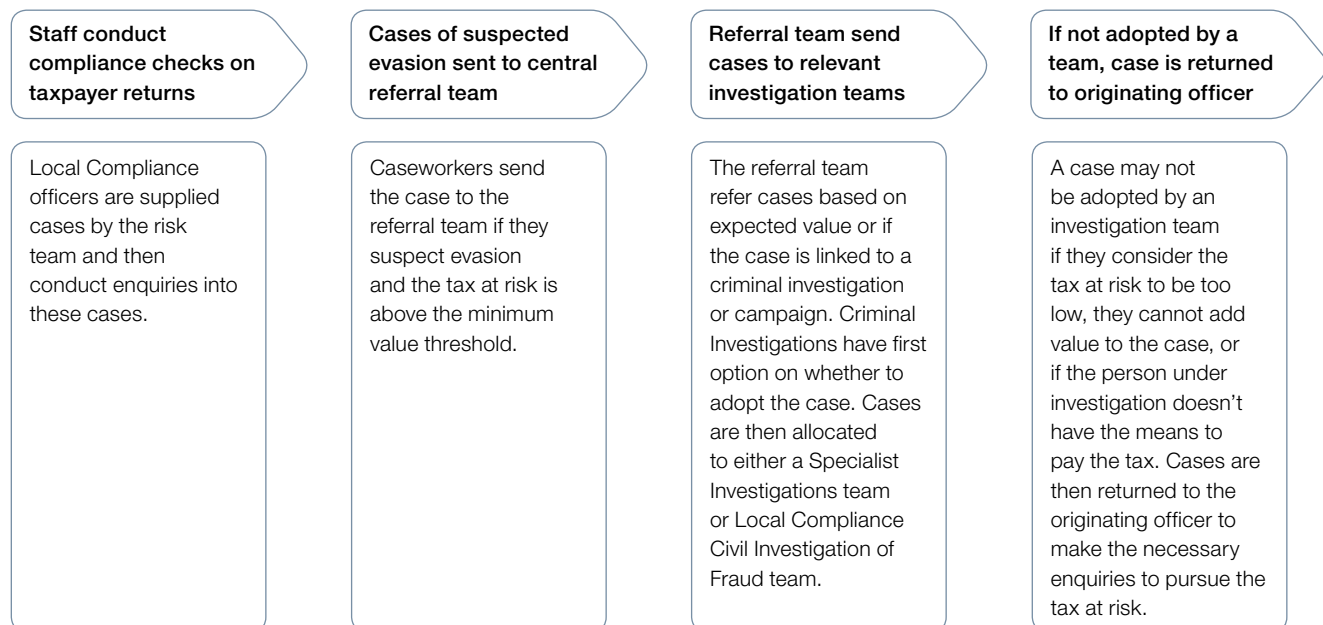 Staff conduct
compliance checks on
taxpayer returns
Local Compliance
officers are supplied
cases by the risk
team and then
conduct enquiries into
these cases.
Cases of suspected
evasion sent to central
referral team
Caseworkers send
the case to the
referral team if they
suspect evasion
and the tax at risk is
above the minimum
value threshold.
Referral team send
cases to relevant
investigation teams
The referral team
refer cases based on
expected value or if
the case is linked to a
criminal investigation
or campaign. Criminal
Investigations have first
option on whether to
adopt the case. Cases
are then allocated
to either a Specialist
Investigations team
or Local Compliance
Civil Investigation of
Fraud team.
If not adopted by a
team, case is returned
to originating officer
A case may not
be adopted by an
investigation team
if they consider the
tax at risk to be too
low, they cannot add
value to the case, or
if the person under
investigation doesn’t
have the means to
pay the tax. Cases are
then returned to the
originating officer to
make the necessary
enquiries to pursue the
tax at risk.